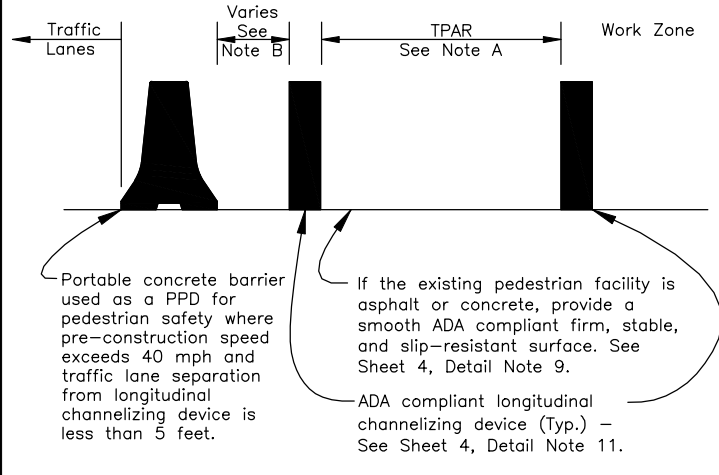 Traffic
Lanes
Varies
See
Note B
TPAR
See Note A
Work Zone
Portable concrete barrier
used as a PPD for
pedestrian safety where
pre-construction speed
exceeds 40 mph and
traffic lane separation
from longitudinal
channelizing device is
less than 5 feet.
If the existing pedestrian facility is
asphalt or concrete, provide a
smooth ADA compliant firm, stable,
and slip-resistant surface. See
Sheet 4, Detail Note 9.
ADA compliant longitudinal
channelizing device (Typ.) –
See Sheet 4, Detail Note 11.